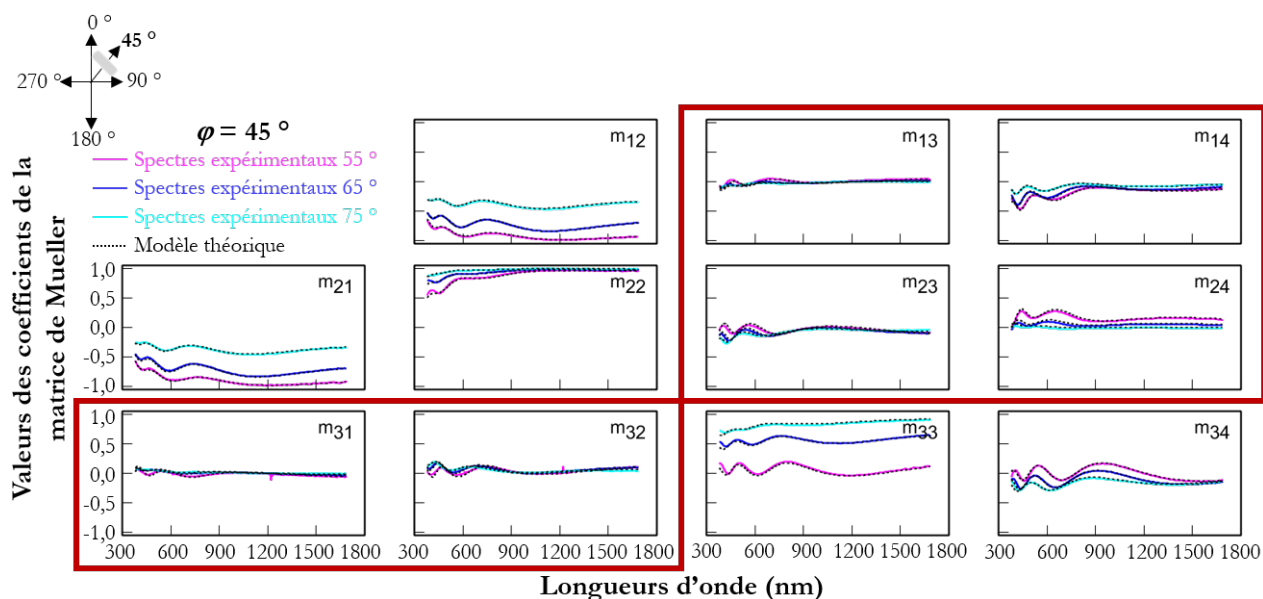 0 °
45 °
270 °
90 °
180 °
φ = 45 °
Spectres expérimentaux 55 °
Spectres expérimentaux 65 °
Spectres expérimentaux 75 °
Modèle théorique
Valeurs des coefficients de la
matrice de Mueller
m12
m13
m14
1,0
0,5
0,0
-0,5
-1,0
m21
m22
m23
m24
1,0
0,5
0,0
-0,5
-1,0
m31
m32
m33
m34
300 600 900 1200 1500 1800
300 600 900 1200 1500 1800
300 600 900 1200 1500 1800
300 600 900 1200 1500 1800
Longueurs d'onde (nm)